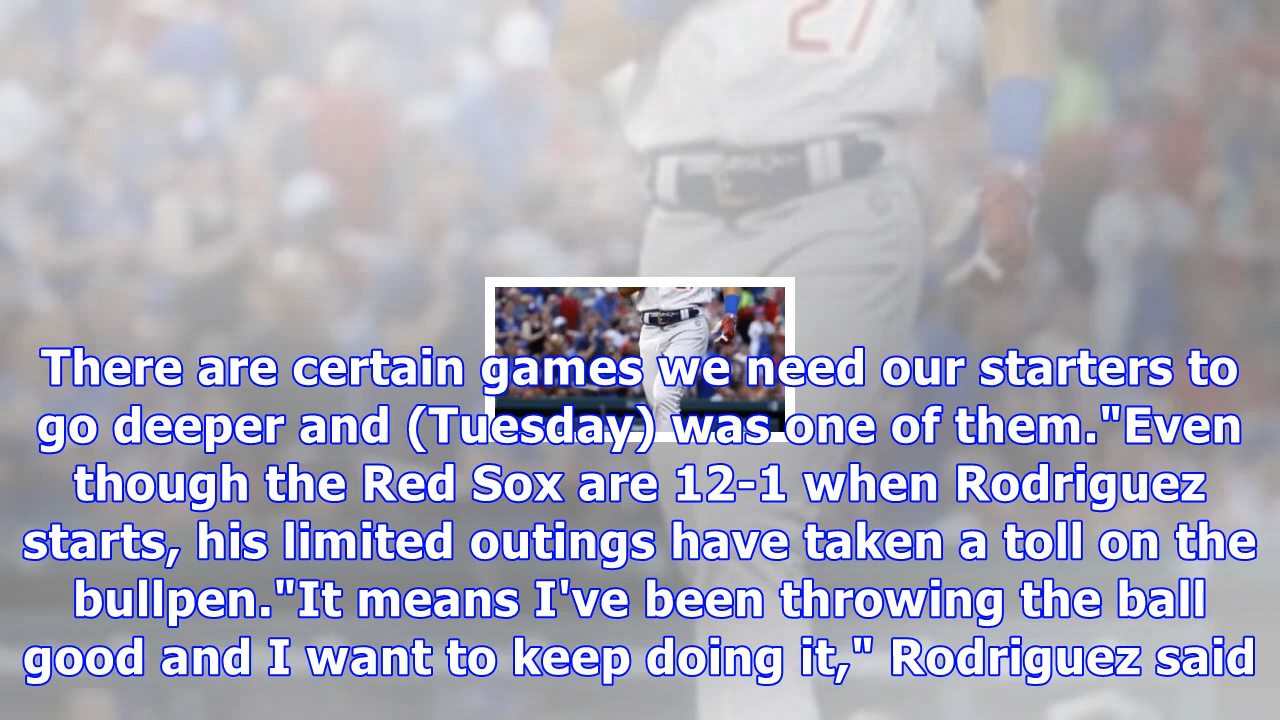 27
There are certain games we need our starters to
go deeper and (Tuesday) was one of them."Even
though the Red Sox are 12-1 when Rodriguez
starts, his limited outings have taken a toll on the
bullpen."It means I've been throwing the ball
good and I want to keep doing it," Rodriguez said